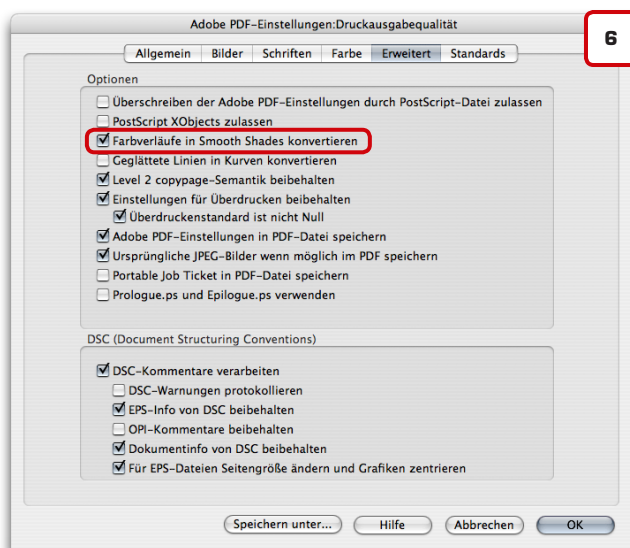 Adobe PDF-Einstellungen:Druckausgabequalität
6
Allgemein Bilder Schriften Farbe Erweitert Standards
Optionen
Überschreiben der Adobe PDF-Einstellungen durch PostScript-Datei zulassen
PostScript XObjects zulassen
Farbverläufe in Smooth Shades konvertieren
Geglättete Linien in Kurven konvertieren
Level 2 copypage-Semantik beibehalten
Einstellungen für Überdrucken beibehalten
Überdruckenstandard ist nicht Null
Adobe PDF-Einstellungen in PDF-Datei speichern
Ursprüngliche JPEG-Bilder wenn möglich im PDF speichern
Portable Job Ticket in PDF-Datei speichern
Prologue.ps und Epilogue.ps verwenden
DSC (Document Structuring Conventions)
DSC-Kommentare verarbeiten
DSC-Warnungen protokollieren
EPS-Info von DSC beibehalten
OPI-Kommentare beibehalten
Dokumentinfo von DSC beibehalten
Für EPS-Dateien Seitengröße ändern und Grafiken zentrieren
Speichern unter... Hilfe Abbrechen OK